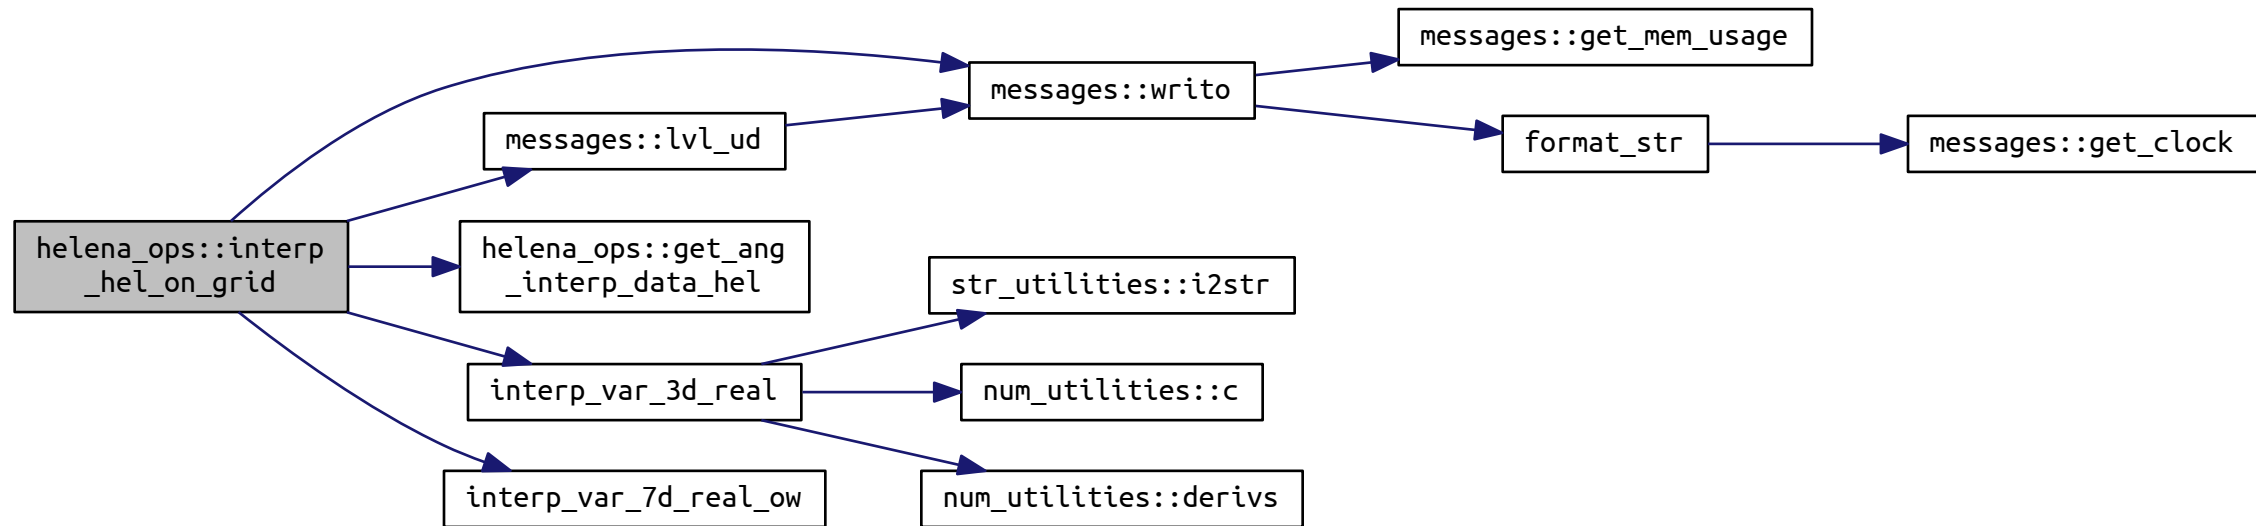 helena_ops::interp
_hel_on_grid
messages::lvl_ud
helena_ops::get_ang
_interp_data_hel
interp_var_3d_real
interp_var_7d_real_ow
messages::writo
str_utilities::i2str
num_utilities::c
num_utilities::derivs
messages::get_mem_usage
format_str
messages::get_clock